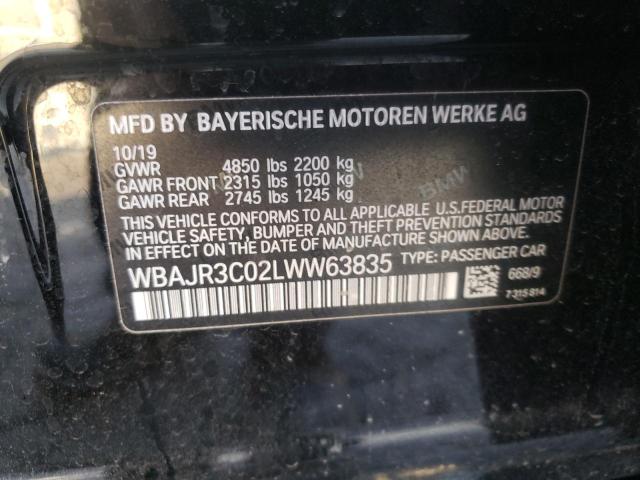 MFD BY BAYERISCHE MOTOREN WERKE AG
10/19
GVWR 4850 lbs 2200 kg
GAWR FRONT 2315 lbs 1050 kg
GAWR REAR 2745 lbs 1245 kg
THIS VEHICLE CONFORMS TO ALL APPLICABLE U.S.FEDERAL MOTOR
VEHICLE SAFETY, BUMPER, AND THEFT PREVENTION STANDARDS
IN EFFECT ON THE DATE OF MANUFACTURE SHOWN ABOVE.
WBAJR3C02LWW63835 TYPE: PASSENGER CAR
668/9
7315814
BMW